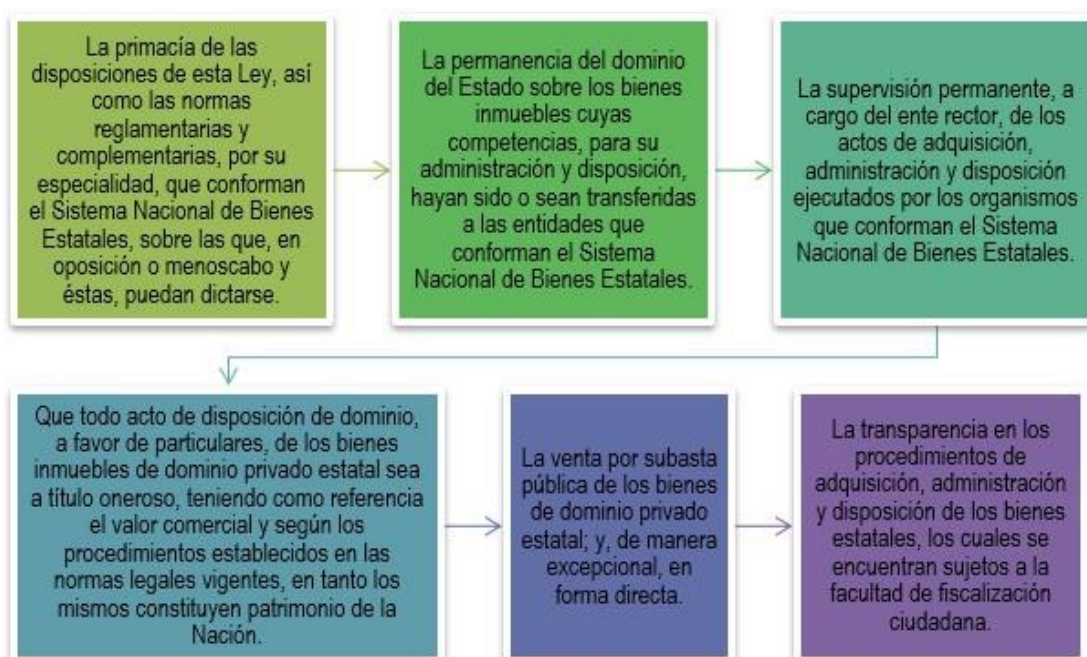 La primacía de las
disposiciones de esta Ley, así
como las normas
reglamentarias y
complementarias, por su
especialidad, que conforman
el Sistema Nacional de Bienes
Estatales, sobre las que, en
oposición o menoscabo y
éstas, puedan dictarse.
La permanencia del dominio
del Estado sobre los bienes
inmuebles cuyas
competencias, para su
administración y disposición,
hayan sido o sean transferidas
a las entidades que
conforman el Sistema
Nacional de Bienes Estatales.
La supervisión permanente, a
cargo del ente rector, de los
actos de adquisición,
administración y disposición
ejecutados por los organismos
que conforman el Sistema
Nacional de Bienes Estatales.
Que todo acto de disposición de dominio,
a favor de particulares, de los bienes
inmuebles de dominio privado estatal sea
a título oneroso, teniendo como referencia
el valor comercial y según los
procedimientos establecidos en las
normas legales vigentes, en tanto los
mismos constituyen patrimonio de la
Nación.
La venta por subasta
pública de los bienes
de dominio privado
estatal; y, de manera
excepcional, en
forma directa.
La transparencia en los
procedimientos de
adquisición, administración
y disposición de los bienes
estatales, los cuales se
encuentran sujetos a la
facultad de fiscalización
ciudadana.